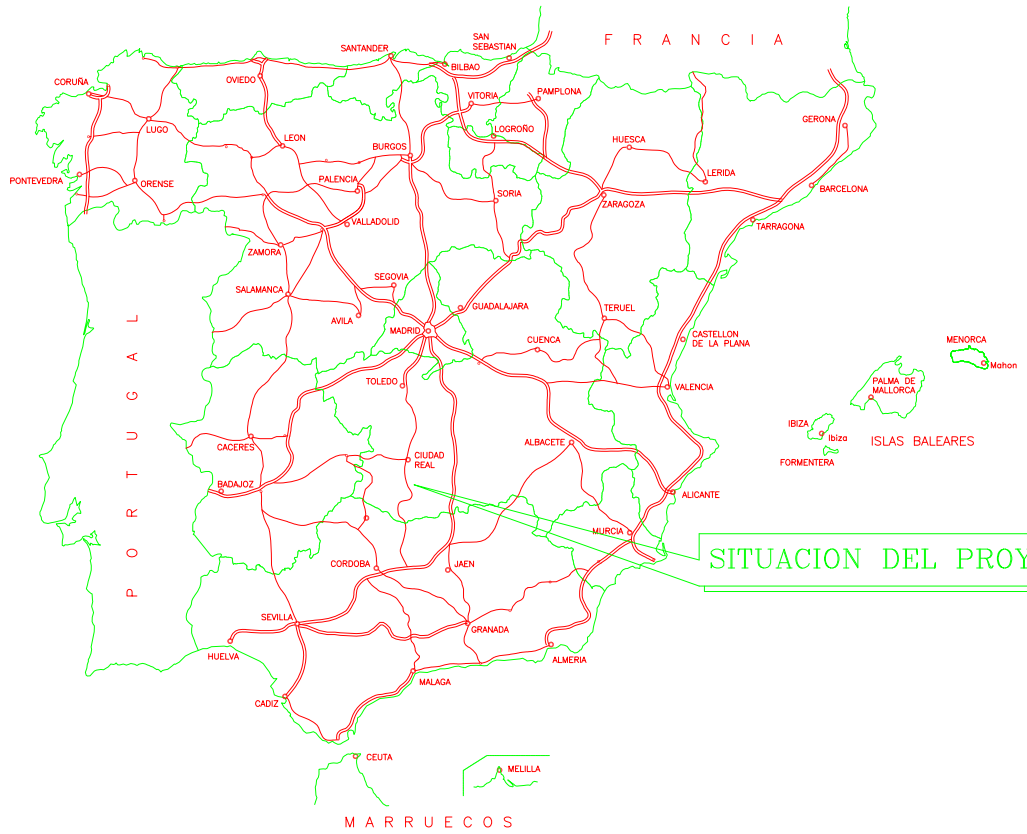 FRANCIA
SAN
SEBASTIAN
SANTANDER
BILBAO
OVIEDO
CORUÑA
VITORIA
PAMPLONA
GERONA
LUGO
LEON
LOGROÑO
HUESCA
BURGOS
PONTEVEDRA
ORENSE
PALENCIA
LERIDA
SORIA
ZARAGOZA
BARCELONA
VALLADOLID
TARRAGONA
ZAMORA
SEGOVIA
SALAMANCA
GUADALAJARA
TERUEL
AVILA
MADRID
CUENCA
CASTELLON
DE LA PLANA
MENORCA
Mahon
PORTUGAL
TOLEDO
VALENCIA
PALMA DE
MALLORCA
IBIZA
Ibiza
ISLAS BALEARES
CACERES
ALBACETE
CIUDAD
REAL
FORMENTERA
BADAJOZ
ALICANTE
MURCIA
SITUACION DEL PROY
CORDOBA
JAEN
SEVILLA
GRANADA
HUELVA
ALMERIA
MALAGA
CADIZ
CEUTA
MELILLA
MARRUECOS